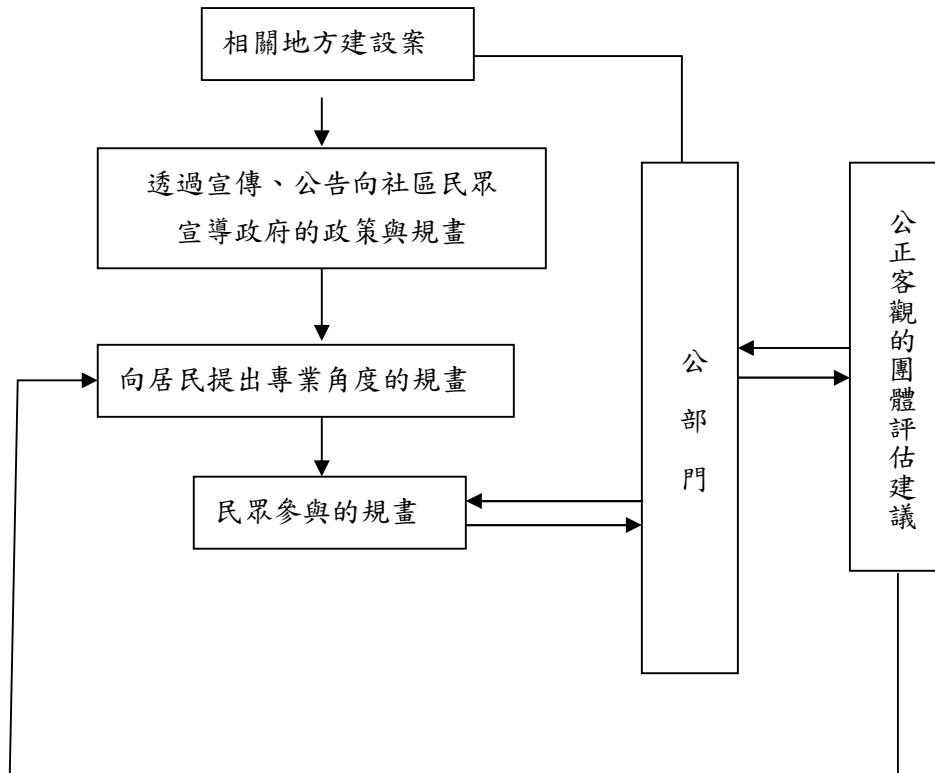 相關地方建設案
透過宣傳、公告向社區民眾
宣導政府的政策與規畫
向居民提出專業角度的規畫
民眾參與的規畫
公部門
公正客觀的團體評估建議